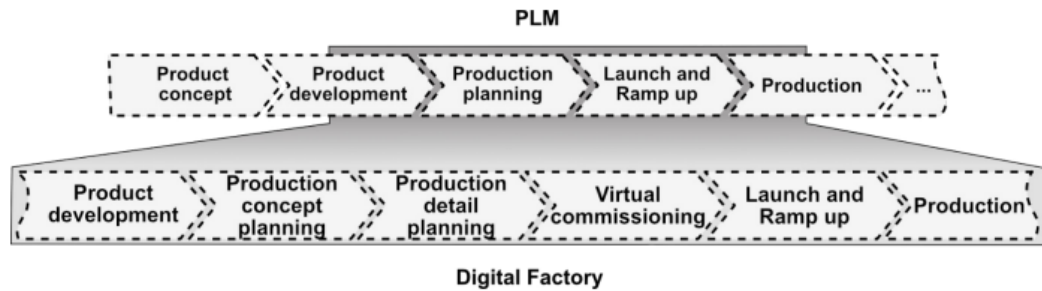 PLM
Product
concept
Product
development
Production
planning
Launch and
Ramp up
Production
...
Product
development
Production
concept
planning
Production
detail
planning
Virtual
commissioning
Launch and
Ramp up
Production
Digital Factory